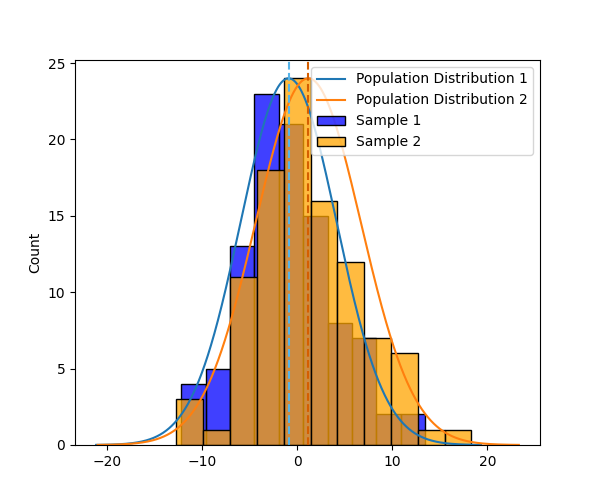 25
20
15
10
5
0
Count
Population Distribution 1
Population Distribution 2
Sample 1
Sample 2
−20
−10
0
10
20